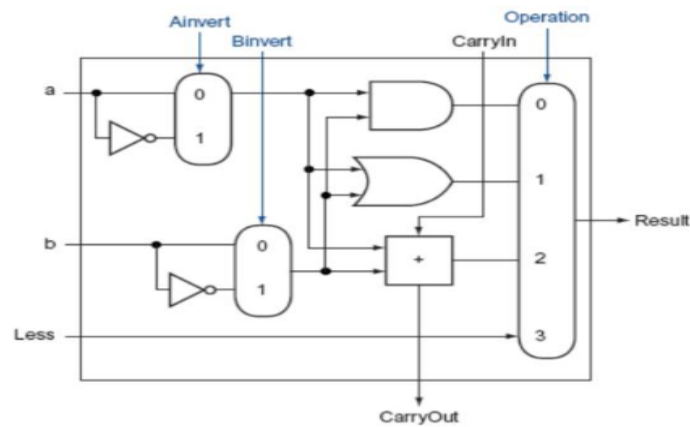 Operation
Ainvert
Binvert
CarryIn
a
0
1
0
1
Result
b
0
1
+
2
Less
3
CarryOut